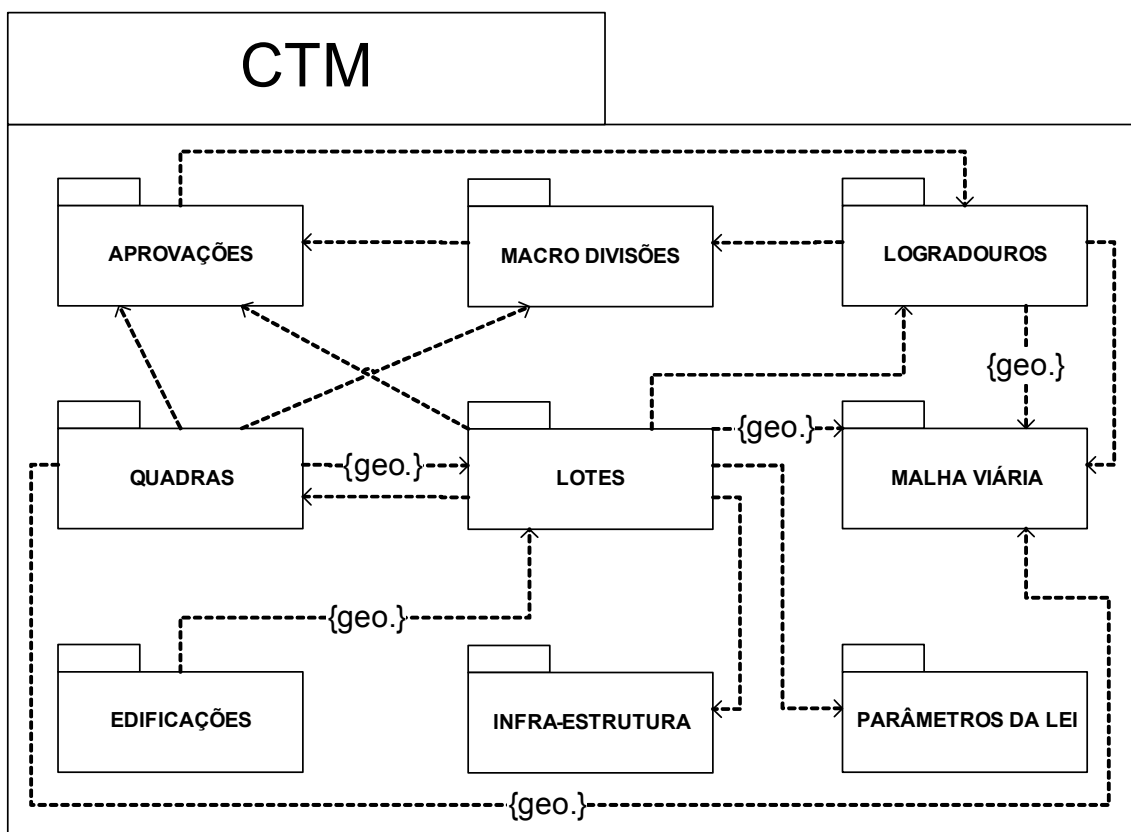 CTM
APROVAÇÕES
MACRO DIVISÕES
LOGRADOUROS
{geo.}
{geo.}
QUADRAS
{geo.}
LOTES
MALHA VIÁRIA
{geo.}
EDIFICAÇÕES
INFRA-ESTRUTURA
PARÂMETROS DA LEI
{geo.}